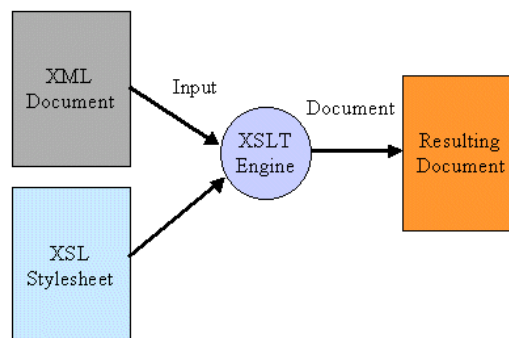 XML
Document
Input
XSLT
Engine
Document
Resulting
Document
XSL
Stylesheet